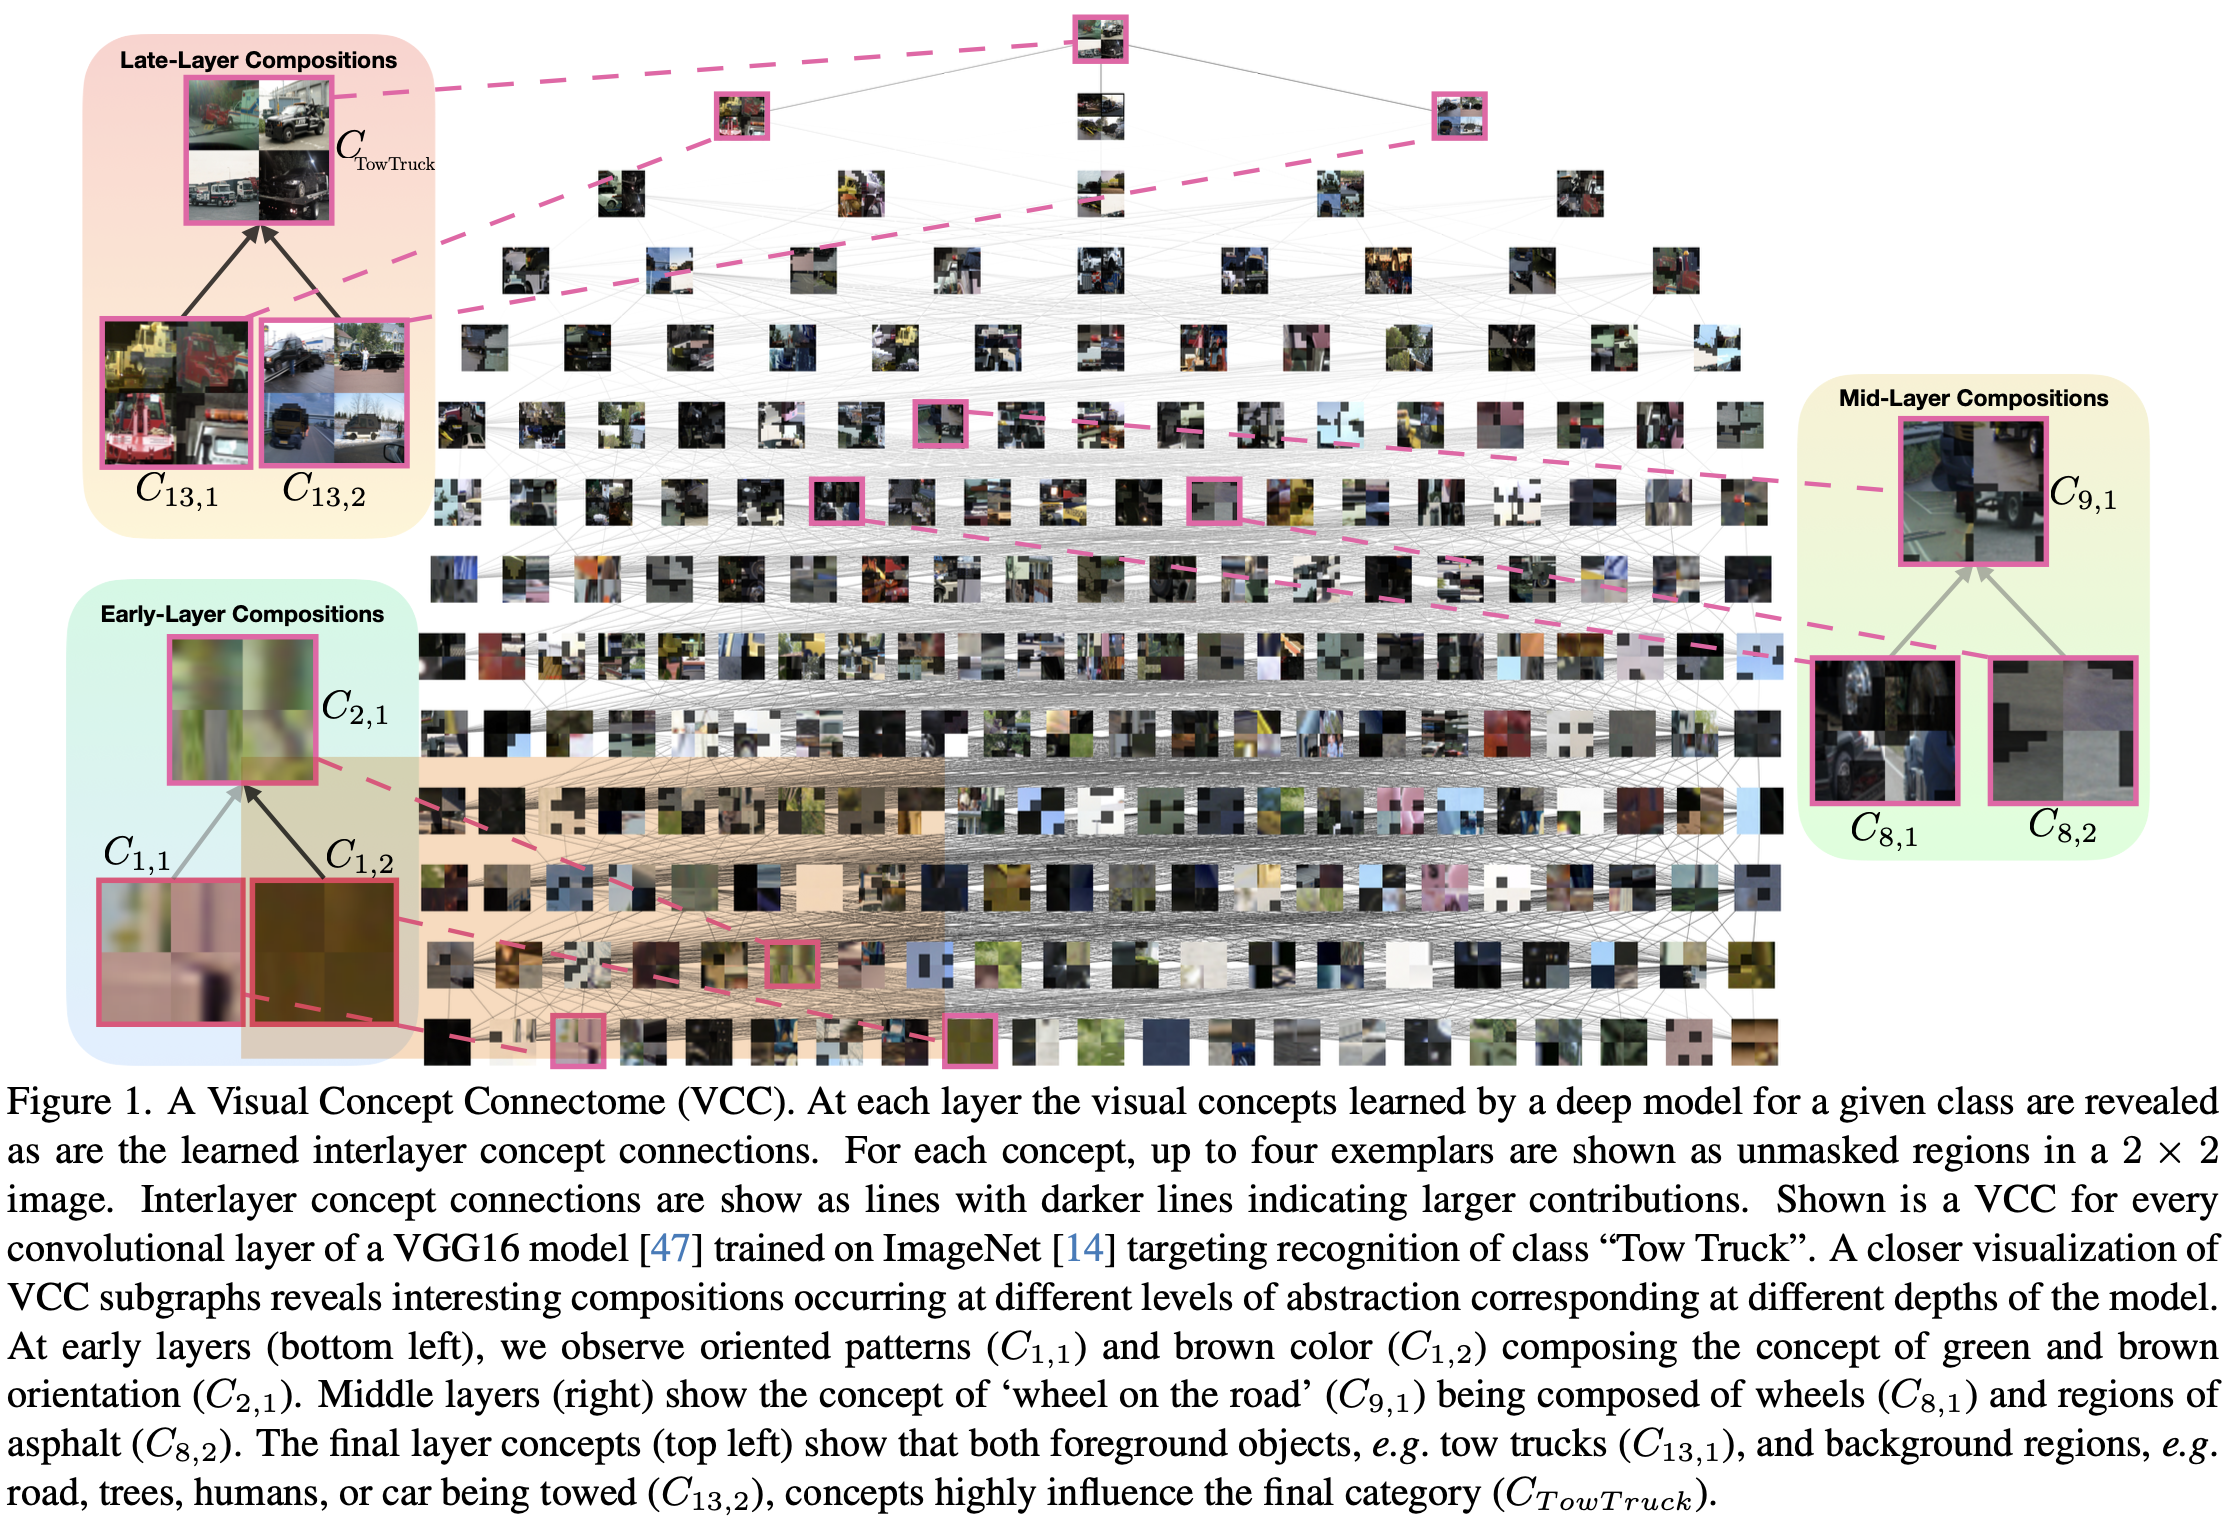 Late-Layer Compositions
C_TowTruck
C_{13,1}
C_{13,2}
Mid-Layer Compositions
C_{9,1}
C_{8,1}
C_{8,2}
Early-Layer Compositions
C_{2,1}
C_{1,1}
C_{1,2}
Figure 1. A Visual Concept Connectome (VCC). At each layer the visual concepts learned by a deep model for a given class are revealed
as are the learned interlayer concept connections. For each concept, up to four exemplars are shown as unmasked regions in a 2 × 2
image. Interlayer concept connections are show as lines with darker lines indicating larger contributions. Shown is a VCC for every
convolutional layer of a VGG16 model [47] trained on ImageNet [14] targeting recognition of class “Tow Truck”. A closer visualization of
VCC subgraphs reveals interesting compositions occurring at different levels of abstraction corresponding at different depths of the model.
At early layers (bottom left), we observe oriented patterns (C_{1,1}) and brown color (C_{1,2}) composing the concept of green and brown
orientation (C_{2,1}). Middle layers (right) show the concept of ‘wheel on the road’ (C_{9,1}) being composed of wheels (C_{8,1}) and regions of
asphalt (C_{8,2}). The final layer concepts (top left) show that both foreground objects, e.g. tow trucks (C_{13,1}), and background regions, e.g.
road, trees, humans, or car being towed (C_{13,2}), concepts highly influence the final category (C_{TowTruck}).